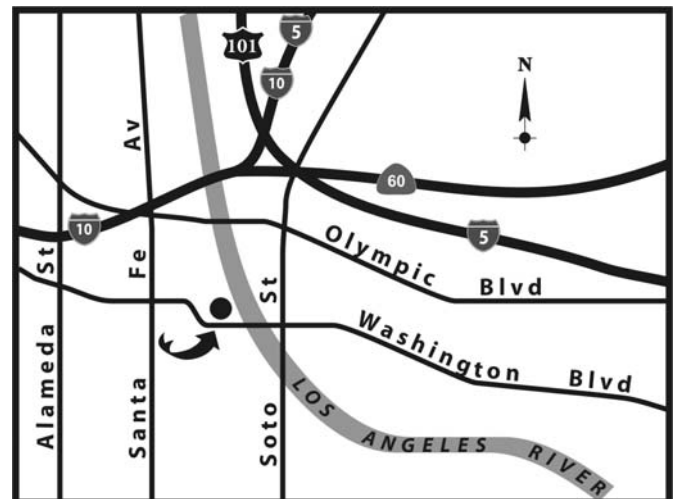 101
5
10
N
60
10
5
Olympic Blvd
Washington Blvd
Alameda St
Santa Fe Av
Soto St
LOS ANGELES RIVER